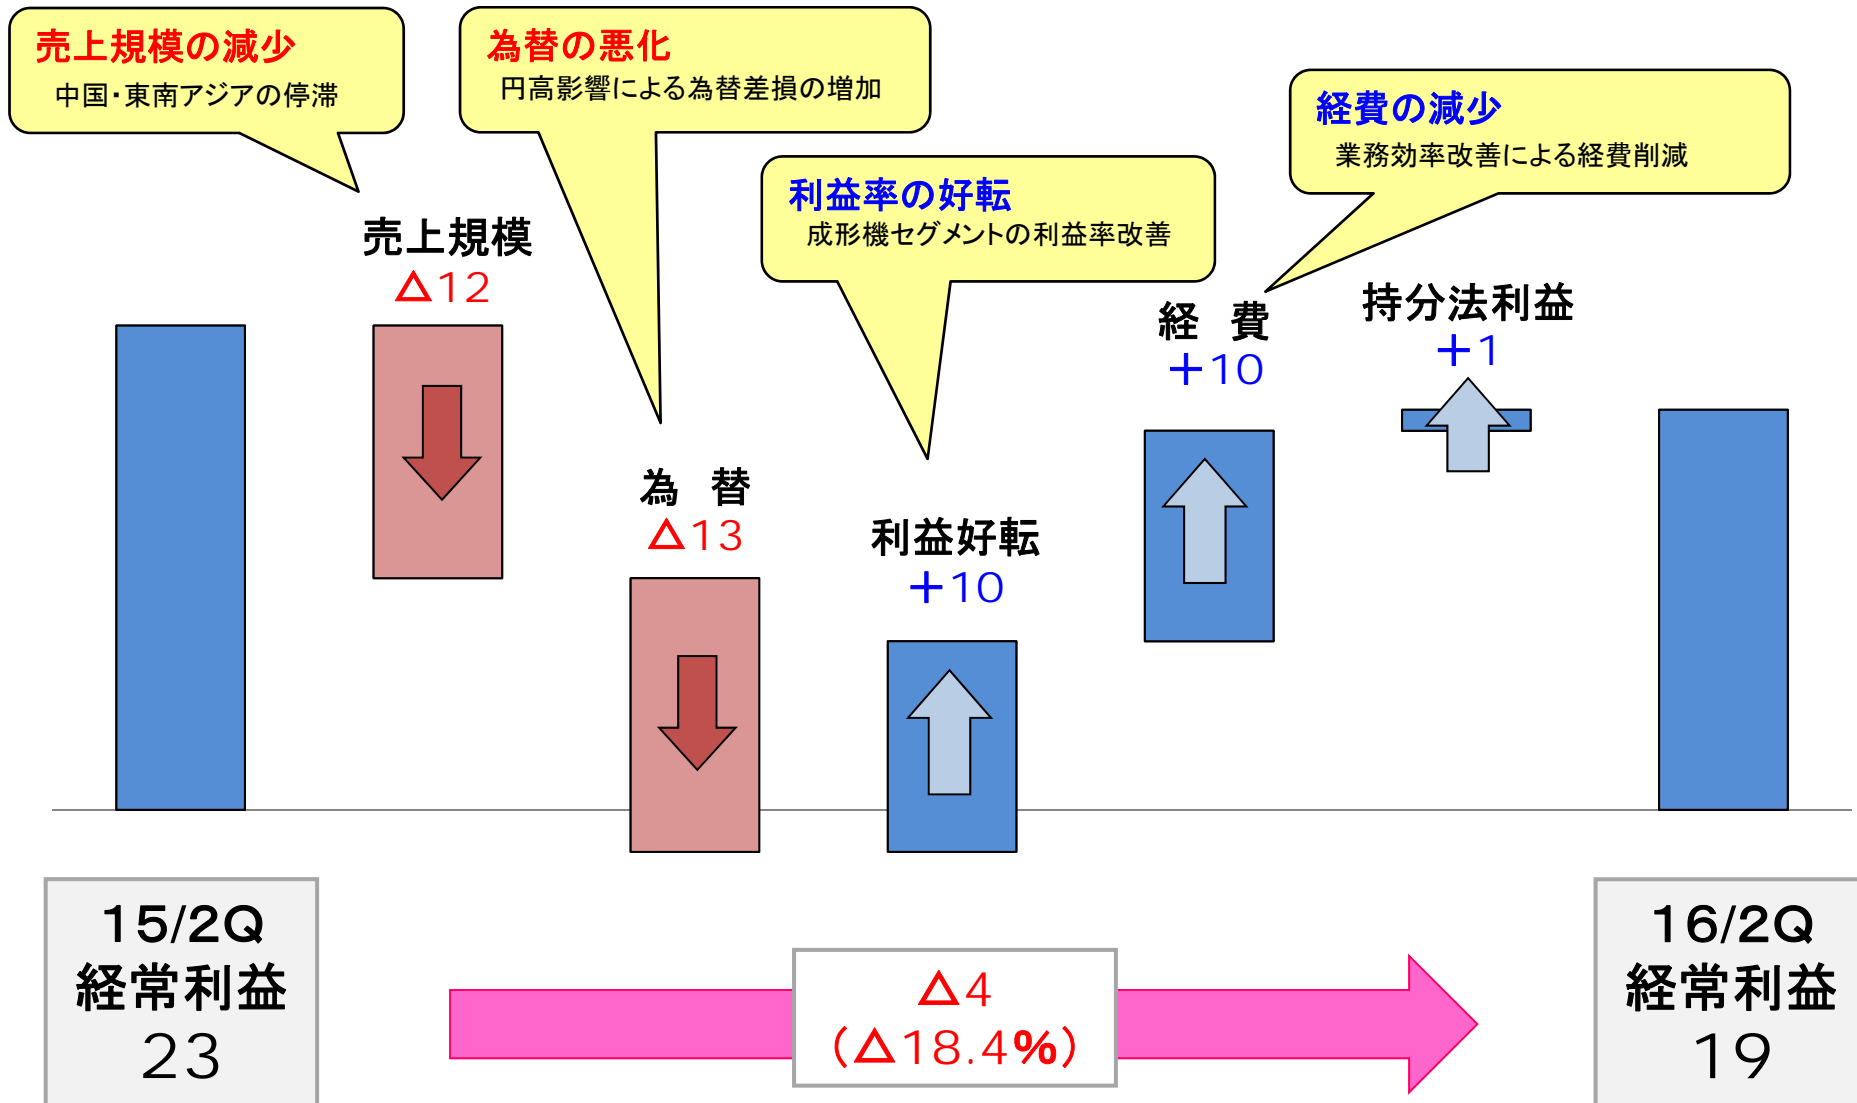 売上規模の減少
中国・東南アジアの停滞
為替の悪化
円高影響による為替差損の増加
利益率の好転
成形機セグメントの利益率改善
経費の減少
業務効率改善による経費削減
売上規模
△12
為 替
△13
利益好転
＋10
経 費
＋10
持分法利益
＋1
15/2Q
経常利益
23
△4
（△18.4%）
16/2Q
経常利益
19